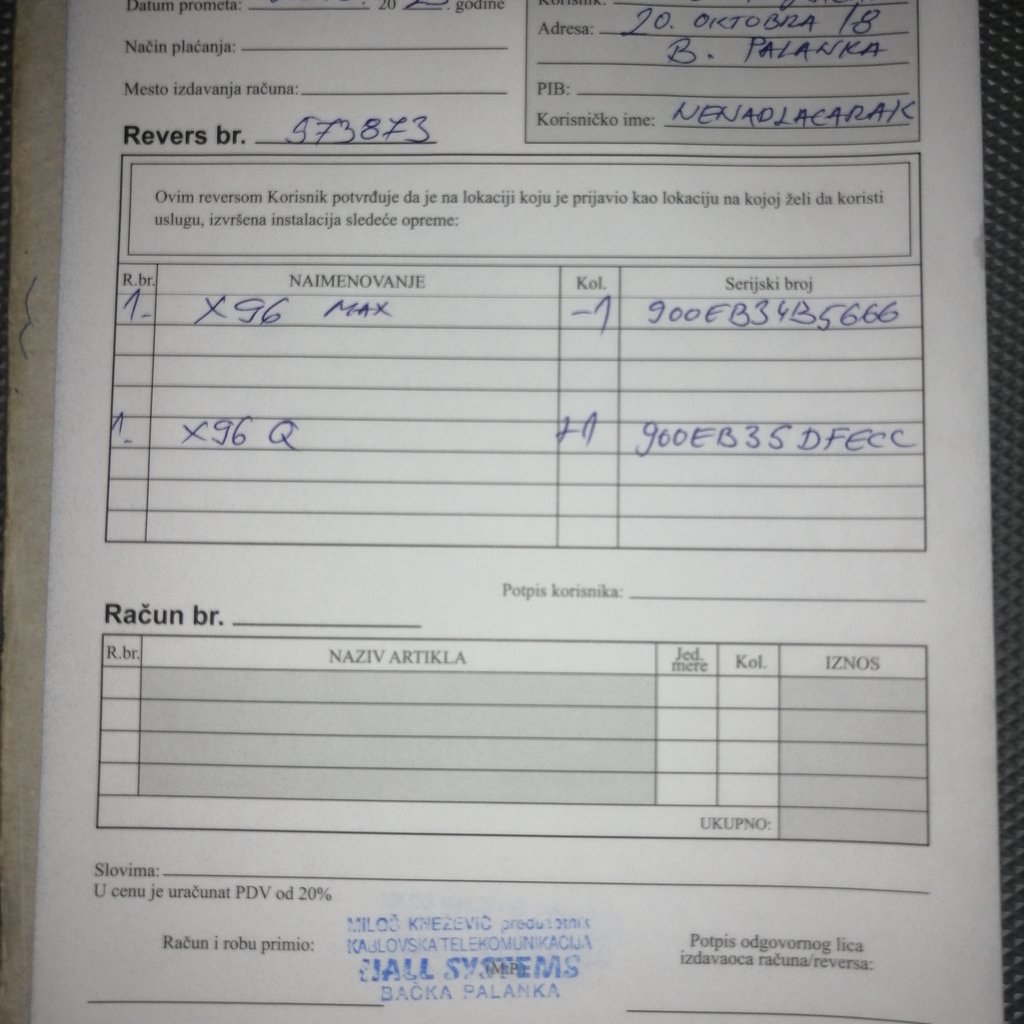 Datum prometa: 20 . godine
Način plaćanja:
Mesto izdavanja računa:
Revers br. 573873
Korisnik:
Adresa: 20. OKTOBRA 18
B. PALANKA
PIB:
Korisničko ime: NENADLACARAK
Ovim reversom Korisnik potvrđuje da je na lokaciji koju je prijavio kao lokaciju na kojoj želi da koristi
uslugu, izvršena instalacija sledeće opreme:
R.br. NAIMENOVANJE Kol. Serijski broj
1. X96 MAX -1 900EB34B5666
1. X96 Q +1 900EB35DFECC
Potpis korisnika:
Račun br.
R.br. NAZIV ARTIKLA Jed. mere Kol. IZNOS
UKUPNO:
Slovima:
U cenu je uračunat PDV od 20%
Račun i robu primio:
MILOŠ KNEŽEVIĆ preduzetnik
KABLOVSKA TELEKOMUNIKACIJA
SYSTEMS
(M.P.)
BAČKA PALANKA
Potpis odgovornog lica
izdavaoca računa/reversa: